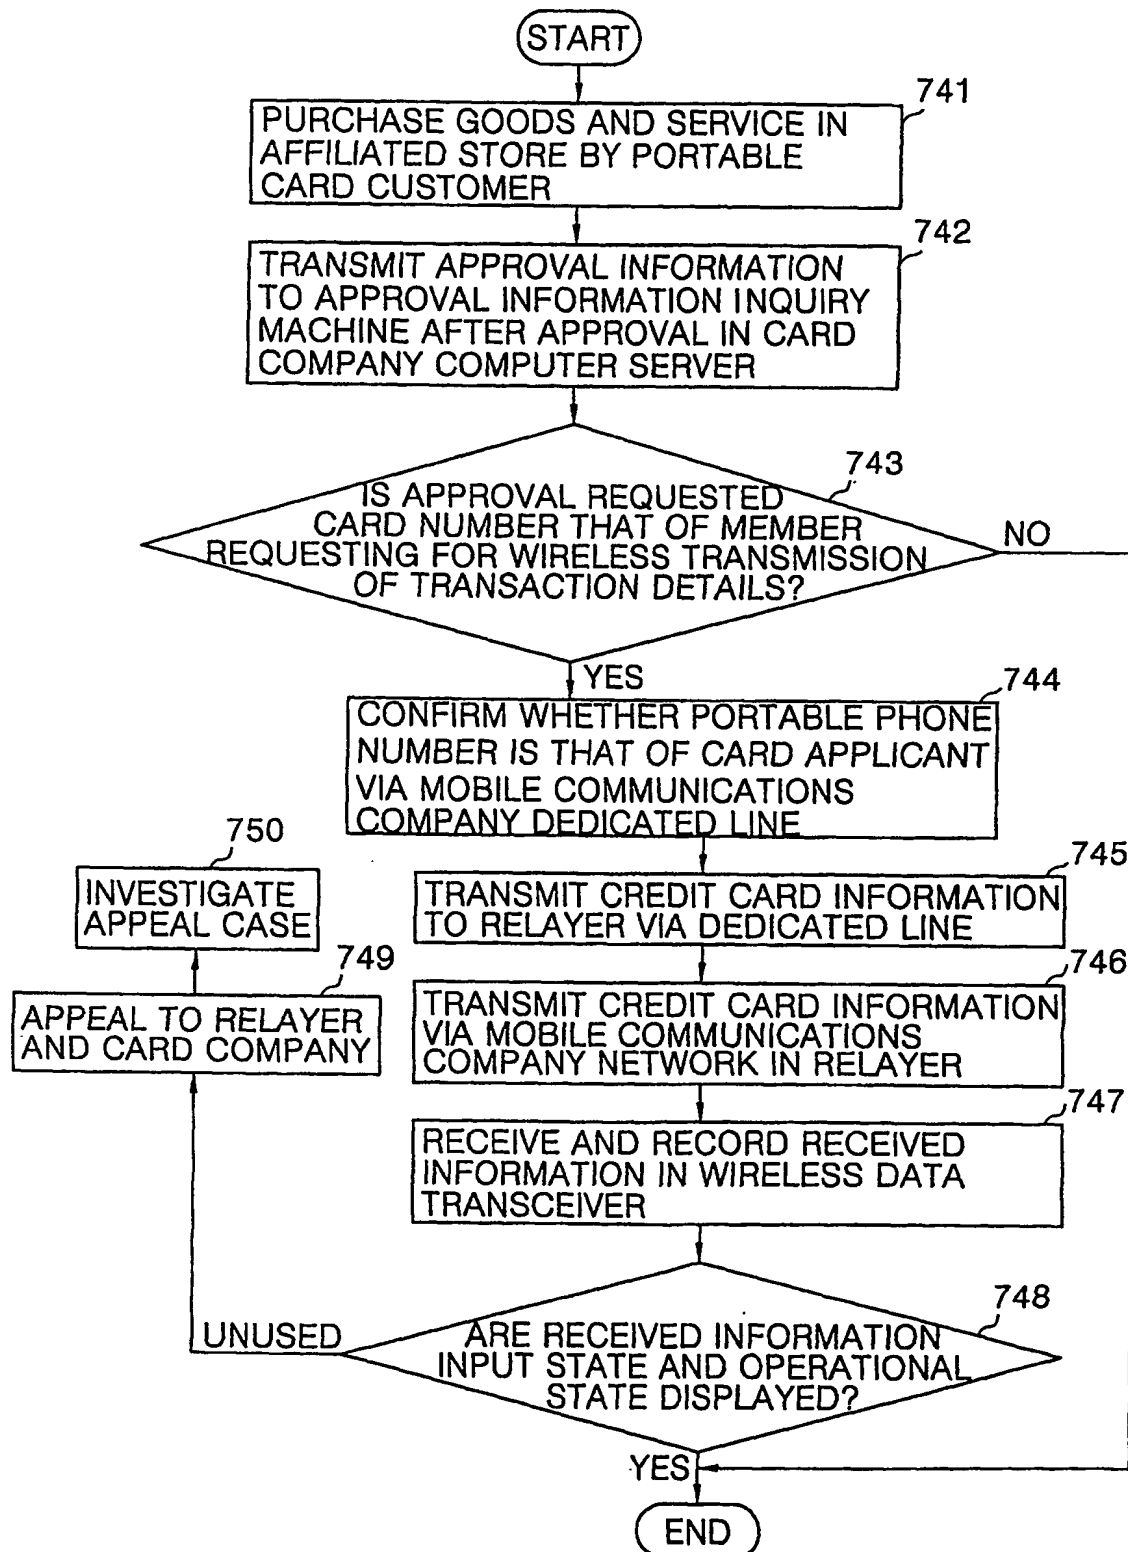 START
741
PURCHASE GOODS AND SERVICE IN
AFFILIATED STORE BY PORTABLE
CARD CUSTOMER
742
TRANSMIT APPROVAL INFORMATION
TO APPROVAL INFORMATION INQUIRY
MACHINE AFTER APPROVAL IN CARD
COMPANY COMPUTER SERVER
743
IS APPROVAL REQUESTED
CARD NUMBER THAT OF MEMBER
REQUESTING FOR WIRELESS TRANSMISSION
OF TRANSACTION DETAILS?
NO
YES
744
CONFIRM WHETHER PORTABLE PHONE
NUMBER IS THAT OF CARD APPLICANT
VIA MOBILE COMMUNICATIONS
COMPANY DEDICATED LINE
745
TRANSMIT CREDIT CARD INFORMATION
TO RELAYER VIA DEDICATED LINE
746
TRANSMIT CREDIT CARD INFORMATION
VIA MOBILE COMMUNICATIONS
COMPANY NETWORK IN RELAYER
747
RECEIVE AND RECORD RECEIVED
INFORMATION IN WIRELESS DATA
TRANSCEIVER
748
ARE RECEIVED INFORMATION
INPUT STATE AND OPERATIONAL
STATE DISPLAYED?
UNUSED
749
APPEAL TO RELAYER
AND CARD COMPANY
750
INVESTIGATE
APPEAL CASE
YES
END